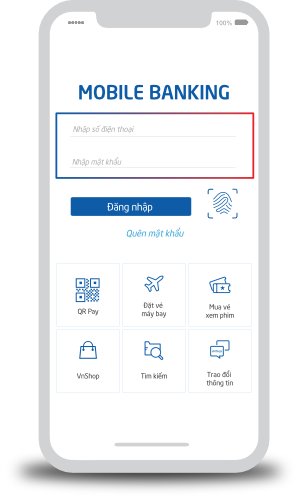 100%
MOBILE BANKING
Nhập số điện thoại
Nhập mật khẩu
Đăng nhập
Quên mật khẩu
QR Pay
Đặt vé
máy bay
Mua vé
xem phim
VnShop
Tìm kiếm
Trao đổi
thông tin